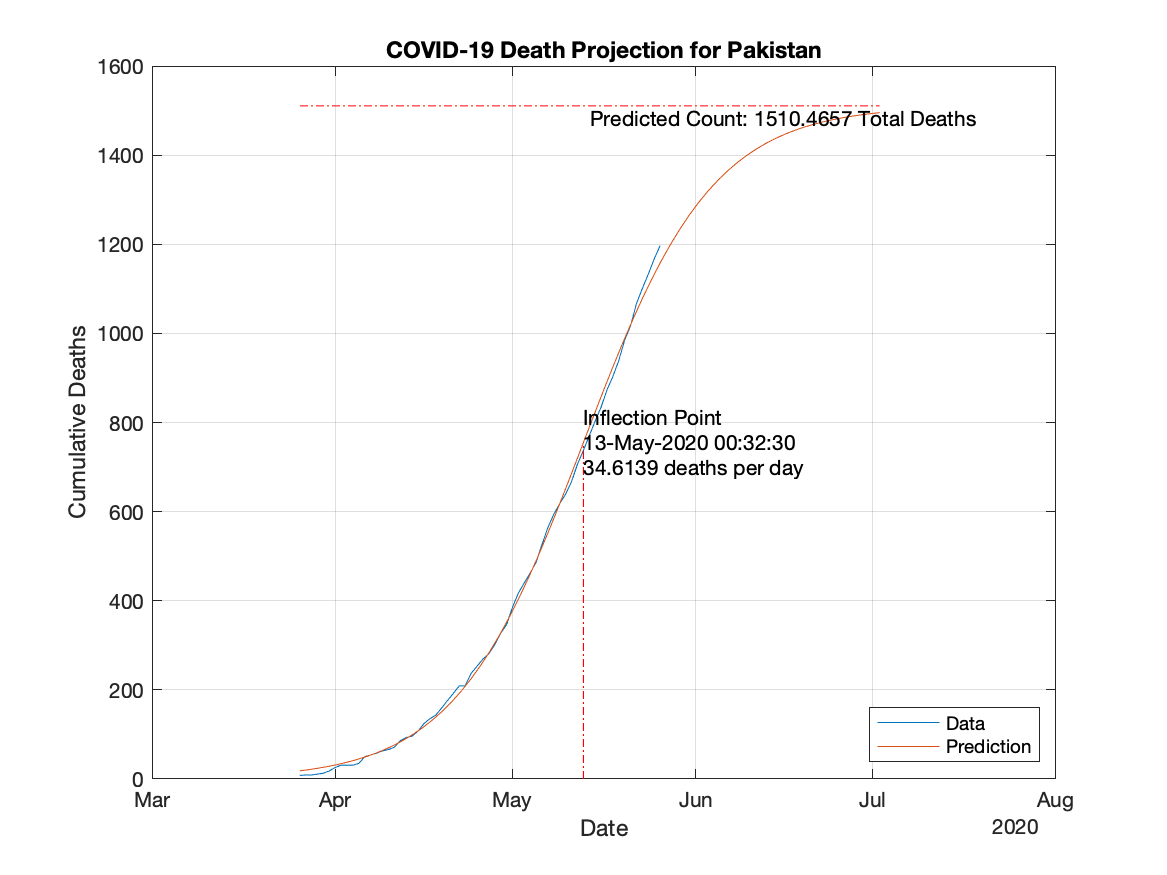 COVID-19 Death Projection for Pakistan
1600
1400
1200
1000
800
600
400
200
0
Cumulative Deaths
Predicted Count: 1510.4657 Total Deaths
Inflection Point
13-May-2020 00:32:30
34.6139 deaths per day
Data
Prediction
Mar Apr May Jun Jul Aug
Date
2020